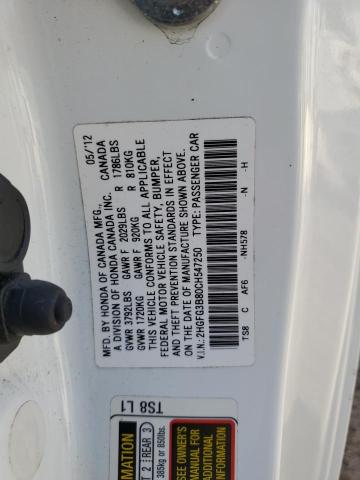 MFD. BY HONDA OF CANADA MFG., 05/'12
A DIVISION OF HONDA CANADA INC. CANADA
GVWR 3792LBS GAWR F 2029LBS R 1786LBS
GVWR 1720KG GAWR F 920KG R 810KG
THIS VEHICLE CONFORMS TO ALL APPLICABLE
FEDERAL MOTOR VEHICLE SAFETY, BUMPER,
AND THEFT PREVENTION STANDARDS IN EFFECT
ON THE DATE OF MANUFACTURE SHOWN ABOVE.
V.I.N.: 2HGFG3B80CH547250 TYPE: PASSENGER CAR
TS8 C AF6 -NH578 -N -H
TS8 L1
MATION
T 2 REAR 3
385kg or 850lbs.
SEE OWNER'S
MANUAL FOR
ADDITIONAL
INFORMATION